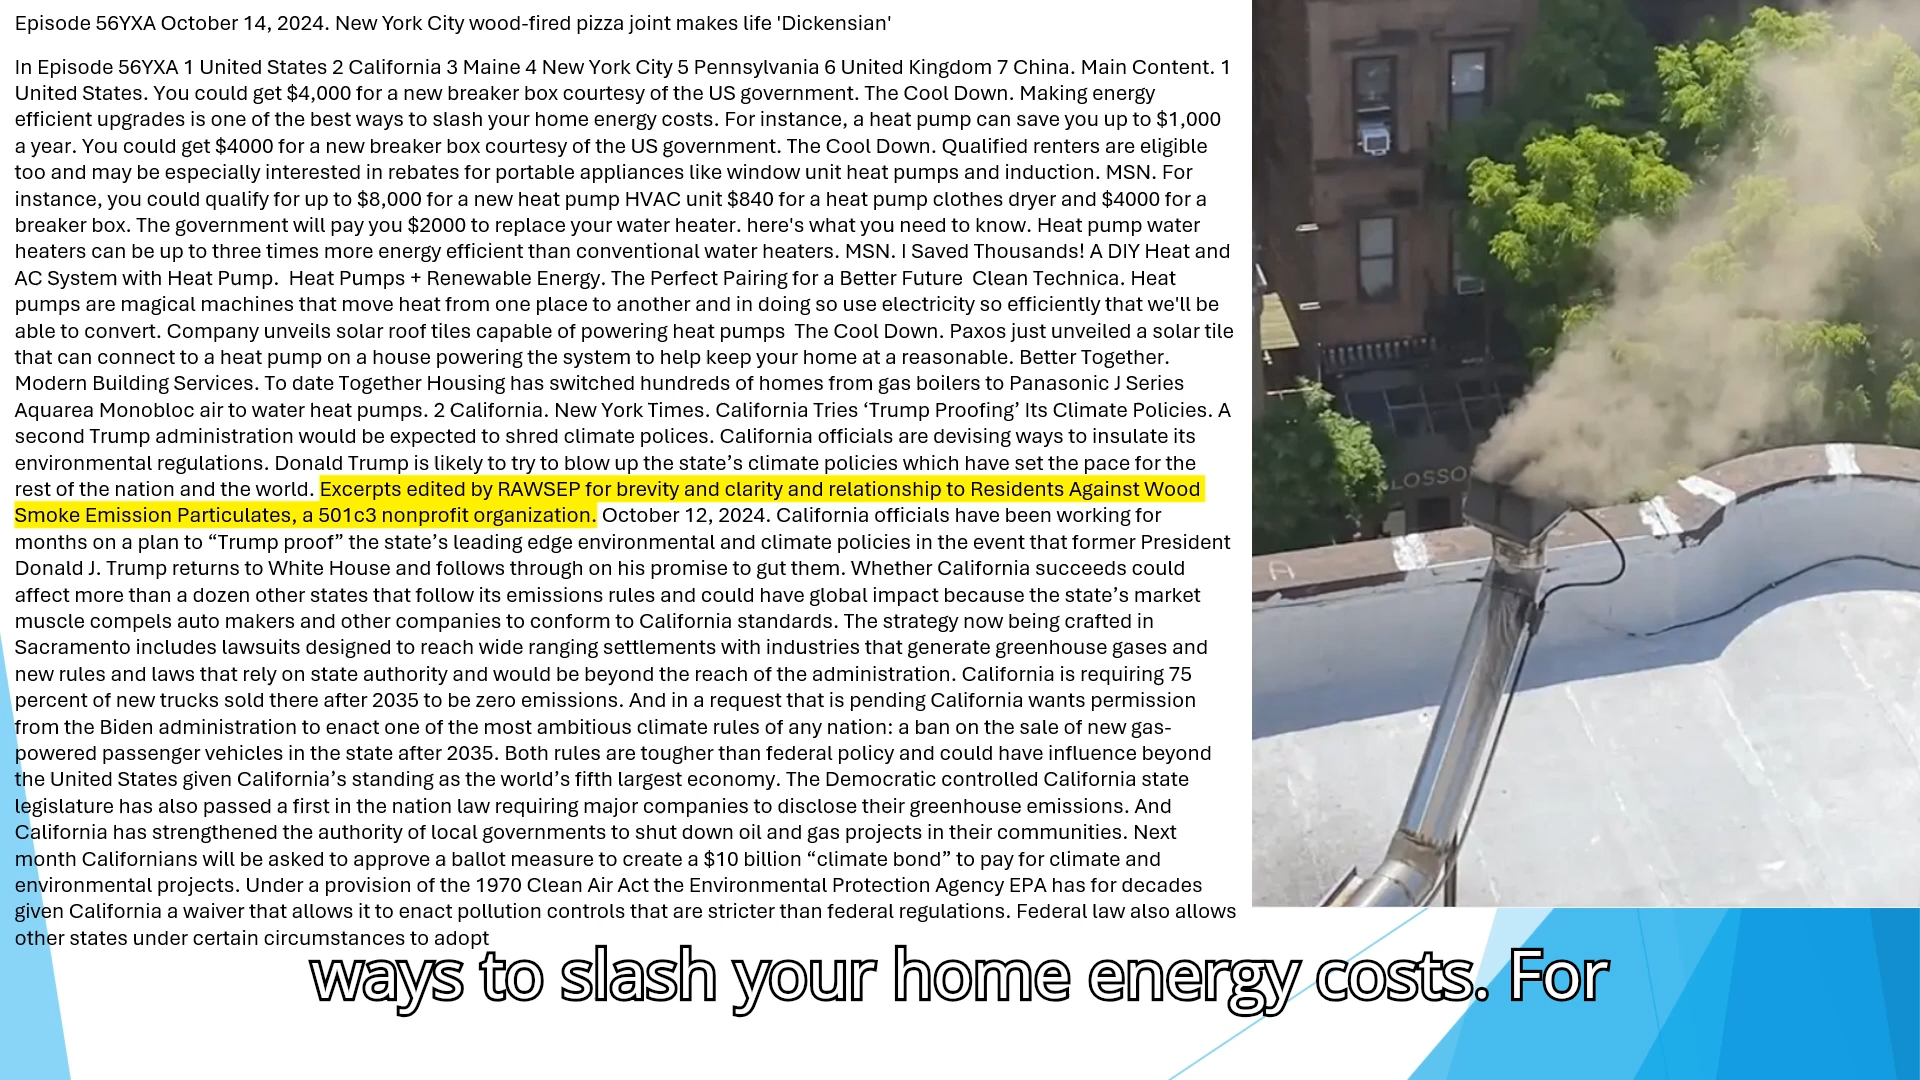 Episode 56YXA October 14, 2024. New York City wood-fired pizza joint makes life 'Dickensian'
In Episode 56YXA 1 United States 2 California 3 Maine 4 New York City 5 Pennsylvania 6 United Kingdom 7 China. Main Content. 1
United States. You could get $4,000 for a new breaker box courtesy of the US government. The Cool Down. Making energy
efficient upgrades is one of the best ways to slash your home energy costs. For instance, a heat pump can save you up to $1,000
a year. You could get $4000 for a new breaker box courtesy of the US government. The Cool Down. Qualified renters are eligible
too and may be especially interested in rebates for portable appliances like window unit heat pumps and induction. MSN. For
instance, you could qualify for up to $8,000 for a new heat pump HVAC unit $840 for a heat pump clothes dryer and $4000 for a
breaker box. The government will pay you $2000 to replace your water heater. here's what you need to know. Heat pump water
heaters can be up to three times more energy efficient than conventional water heaters. MSN. I Saved Thousands! A DIY Heat and
AC System with Heat Pump.  Heat Pumps + Renewable Energy. The Perfect Pairing for a Better Future  Clean Technica. Heat
pumps are magical machines that move heat from one place to another and in doing so use electricity so efficiently that we'll be
able to convert. Company unveils solar roof tiles capable of powering heat pumps  The Cool Down. Paxos just unveiled a solar tile
that can connect to a heat pump on a house powering the system to help keep your home at a reasonable. Better Together.
Modern Building Services. To date Together Housing has switched hundreds of homes from gas boilers to Panasonic J Series
Aquarea Monobloc air to water heat pumps. 2 California. New York Times. California Tries ‘Trump Proofing’ Its Climate Policies. A
second Trump administration would be expected to shred climate polices. California officials are devising ways to insulate its
environmental regulations. Donald Trump is likely to try to blow up the state’s climate policies which have set the pace for the
rest of the nation and the world. Excerpts edited by RAWSEP for brevity and clarity and relationship to Residents Against Wood
Smoke Emission Particulates, a 501c3 nonprofit organization. October 12, 2024. California officials have been working for
months on a plan to “Trump proof” the state’s leading edge environmental and climate policies in the event that former President
Donald J. Trump returns to White House and follows through on his promise to gut them. Whether California succeeds could
affect more than a dozen other states that follow its emissions rules and could have global impact because the state’s market
muscle compels auto makers and other companies to conform to California standards. The strategy now being crafted in
Sacramento includes lawsuits designed to reach wide ranging settlements with industries that generate greenhouse gases and
new rules and laws that rely on state authority and would be beyond the reach of the administration. California is requiring 75
percent of new trucks sold there after 2035 to be zero emissions. And in a request that is pending California wants permission
from the Biden administration to enact one of the most ambitious climate rules of any nation: a ban on the sale of new gas-
powered passenger vehicles in the state after 2035. Both rules are tougher than federal policy and could have influence beyond
the United States given California’s standing as the world’s fifth largest economy. The Democratic controlled California state
legislature has also passed a first in the nation law requiring major companies to disclose their greenhouse emissions. And
California has strengthened the authority of local governments to shut down oil and gas projects in their communities. Next
month Californians will be asked to approve a ballot measure to create a $10 billion “climate bond” to pay for climate and
environmental projects. Under a provision of the 1970 Clean Air Act the Environmental Protection Agency EPA has for decades
given California a waiver that allows it to enact pollution controls that are stricter than federal regulations. Federal law also allows
other states under certain circumstances to adopt
ways to slash your home energy costs. For